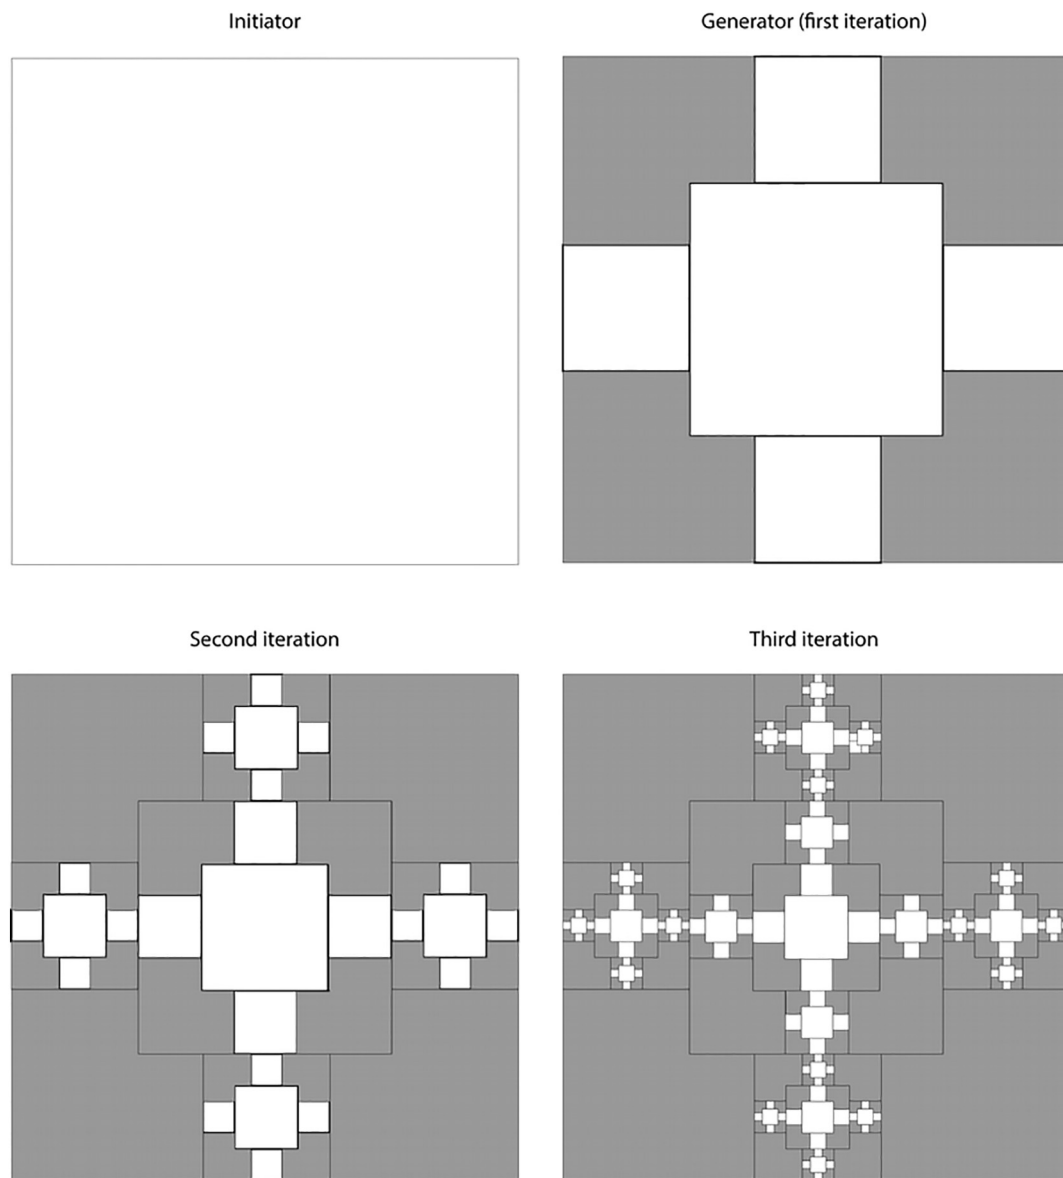 Initiator
Generator (first iteration)
Second iteration
Third iteration